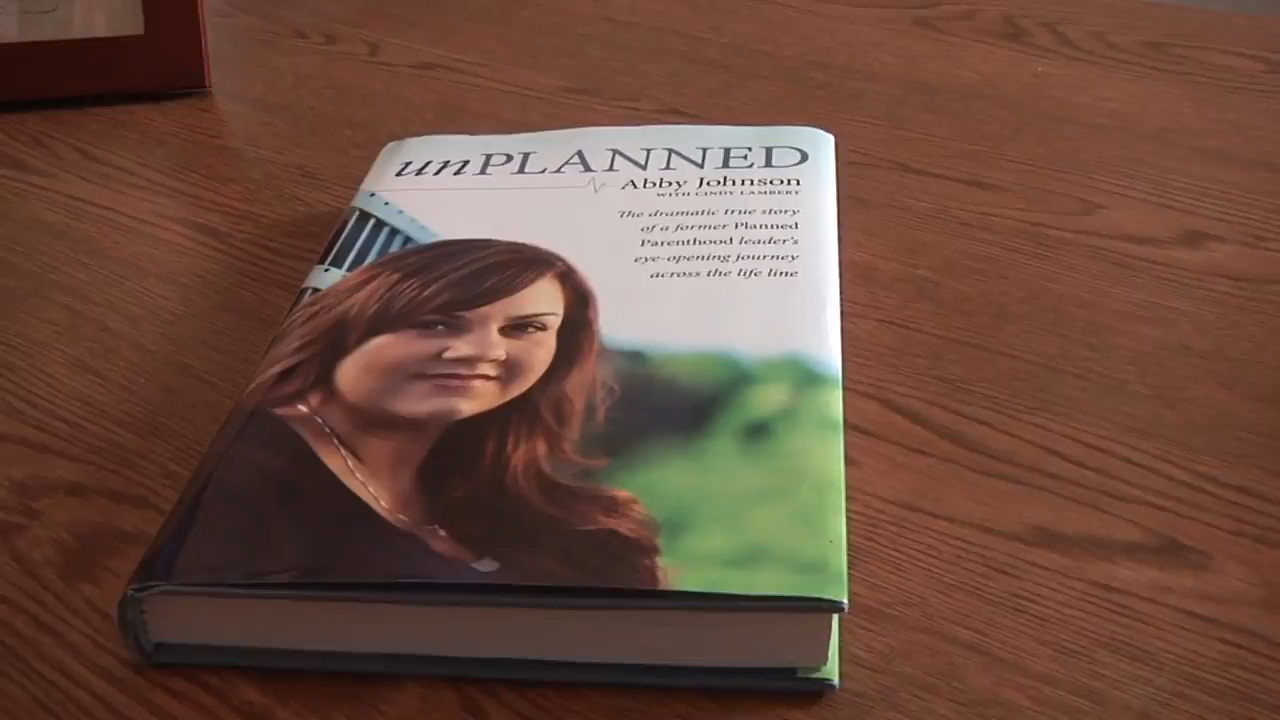 unPLANNED
Abby Johnson
WITH CINDY LAMBERT
The dramatic true story
of a former Planned
Parenthood leader's
eye-opening journey
across the life line